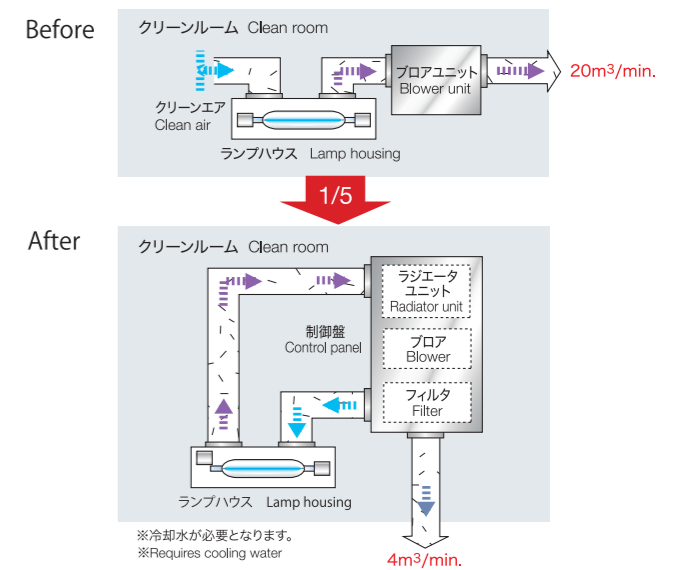 Before
クリーンルーム Clean room
クリーンエア
Clean air
ブロアユニット
Blower unit
20m³/min.
ランプハウス Lamp housing
1/5
After
クリーンルーム Clean room
ラジエータ
ユニット
Radiator unit
制御盤
Control panel
ブロア
Blower
フィルタ
Filter
ランプハウス Lamp housing
※冷却水が必要となります。
※Requires cooling water
4m³/min.